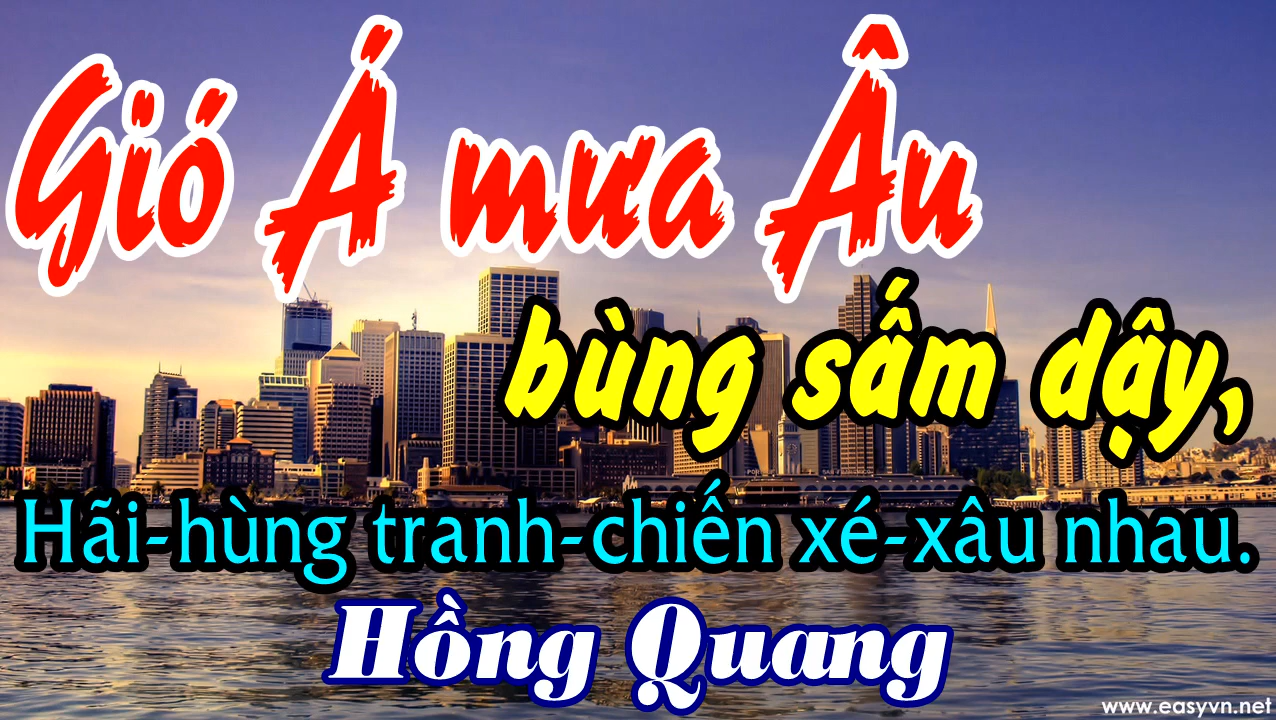 Gió Á mưa Âu
bùng sấm dậy,
Hãi-hùng tranh-chiến xé-xâu nhau.
Hồng Quang
www.easyvn.net